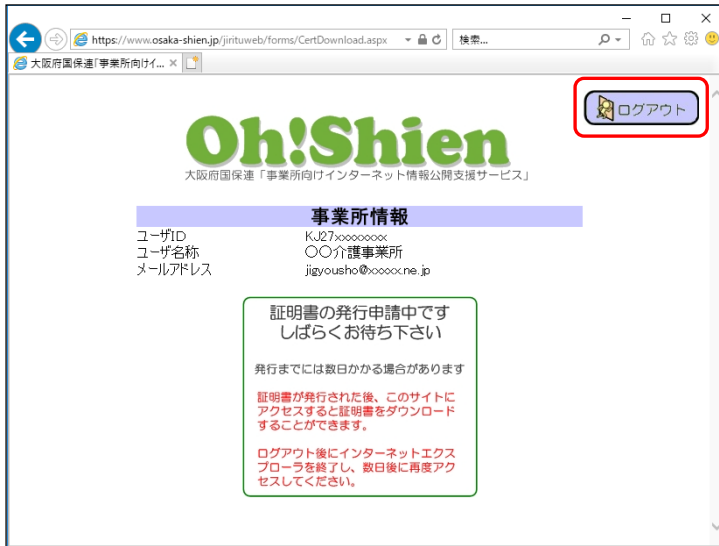 https://www.osaka-shien.jp/jirituweb/forms/CertDownload.aspx
検索...
大阪府国保連「事業所向けイ...
ログアウト
Oh!Shien
大阪府国保連「事業所向けインターネット情報公開支援サービス」
事業所情報
ユーザID KJ27xxxxxxxx
ユーザ名称 〇〇介護事業所
メールアドレス jigyousho@xxxxx.ne.jp
証明書の発行申請中です
しばらくお待ち下さい
発行までには数日かかる場合があります
証明書が発行された後、このサイトに
アクセスすると証明書をダウンロード
することができます。
ログアウト後にインターネットエクス
プローラを終了し、数日後に再度アク
セスしてください。